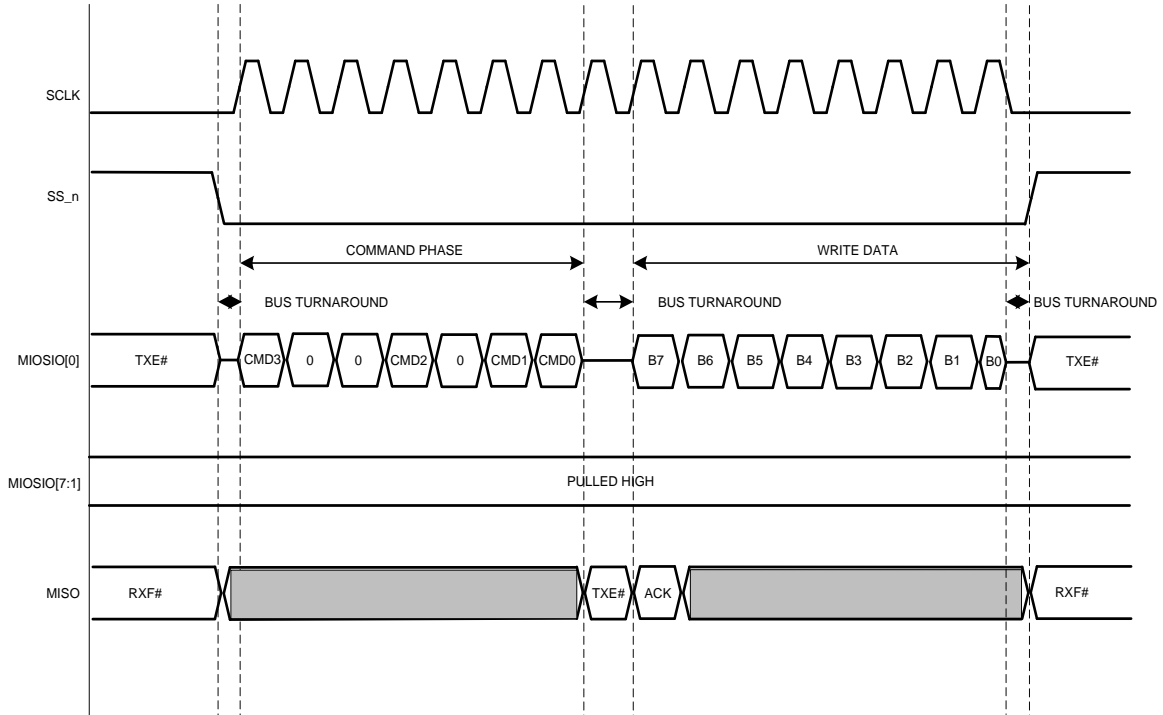 SCLK
SS_n
COMMAND PHASE WRITE DATA
BUS TURNAROUND BUS TURNAROUND BUS TURNAROUND
MIOSIO[0] TXE# CMD3 0 0 CMD2 0 CMD1 CMD0 B7 B6 B5 B4 B3 B2 B1 B0 TXE#
MIOSIO[7:1] PULLED HIGH
MISO RXF# TXE# ACK RXF#